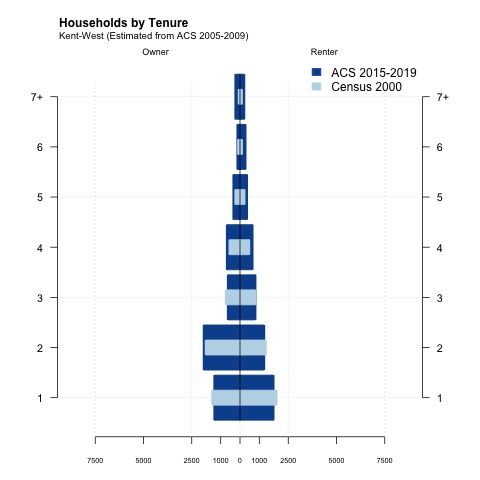 Households by Tenure
Kent-West (Estimated from ACS 2005-2009)
Owner
Renter
ACS 2015-2019
Census 2000
7+ 7+
6 6
5 5
4 4
3 3
2 2
1 1
7500 5000 2500 1000 0 1000 2500 5000 7500